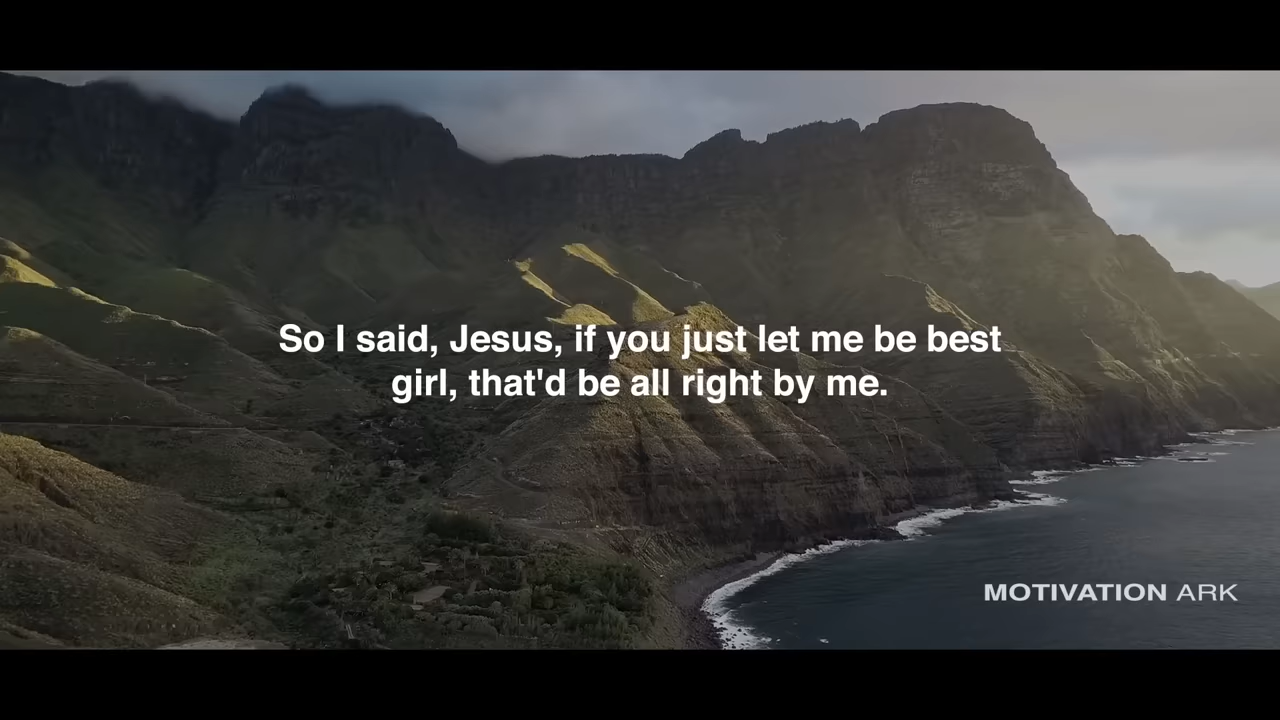 So I said, Jesus, if you just let me be best
girl, that'd be all right by me.
MOTIVATION ARK